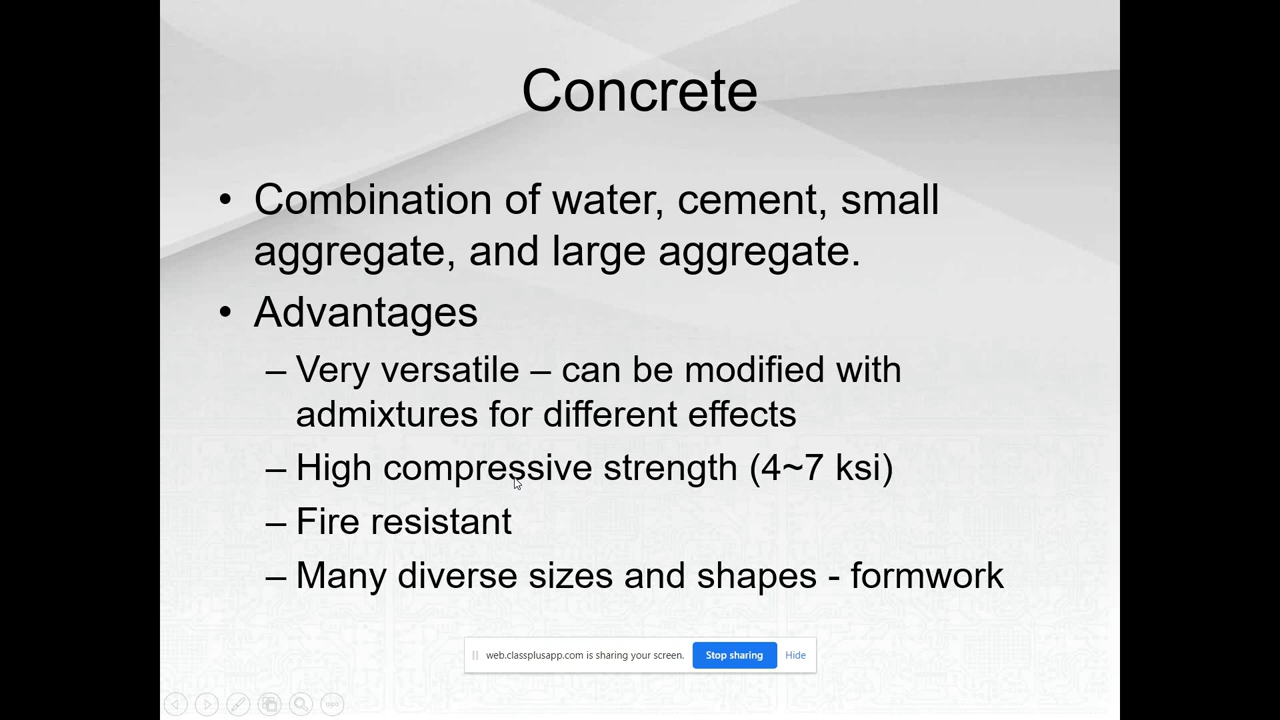 Concrete
• Combination of water, cement, small
aggregate, and large aggregate.
• Advantages
– Very versatile – can be modified with
admixtures for different effects
– High compressive strength (4~7 ksi)
– Fire resistant
– Many diverse sizes and shapes - formwork
web.classplusapp.com is sharing your screen. Stop sharing Hide